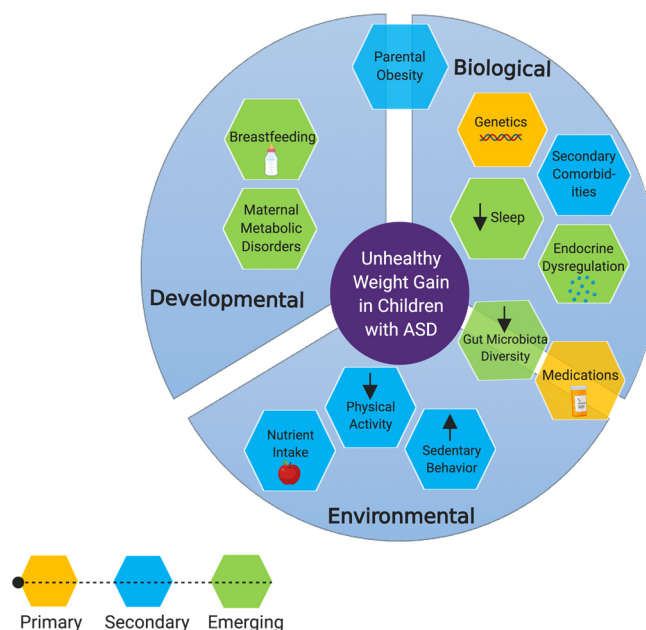 Parental
Obesity
Biological
Genetics
Breastfeeding
Secondary
Comorbid-
ities
Maternal
Metabolic
Disorders
Sleep
Endocrine
Dysregulation
Unhealthy
Weight Gain
in Children
with ASD
Developmental
Gut Microbiota
Diversity
Medications
Physical
Activity
Nutrient
Intake
Sedentary
Behavior
Environmental
Primary
Secondary
Emerging